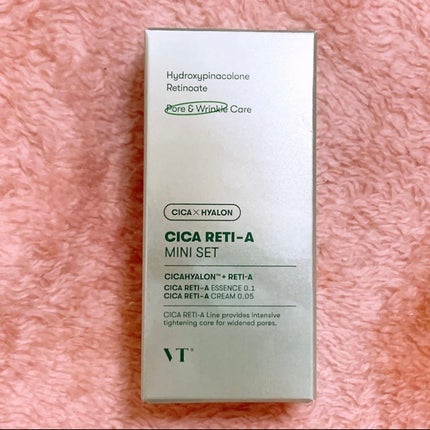 Hydroxypinacolone
Retinoate
Pore & Wrinkle Care
CICA × HYALON
CICA RETI-A
MINI SET
CICAHYALON™ + RETI-A
CICA RETI-A ESSENCE 0.1
CICA RETI-A CREAM 0.05
CICA RETI-A Line provides intensive
tightening care for widened pores.
VT®